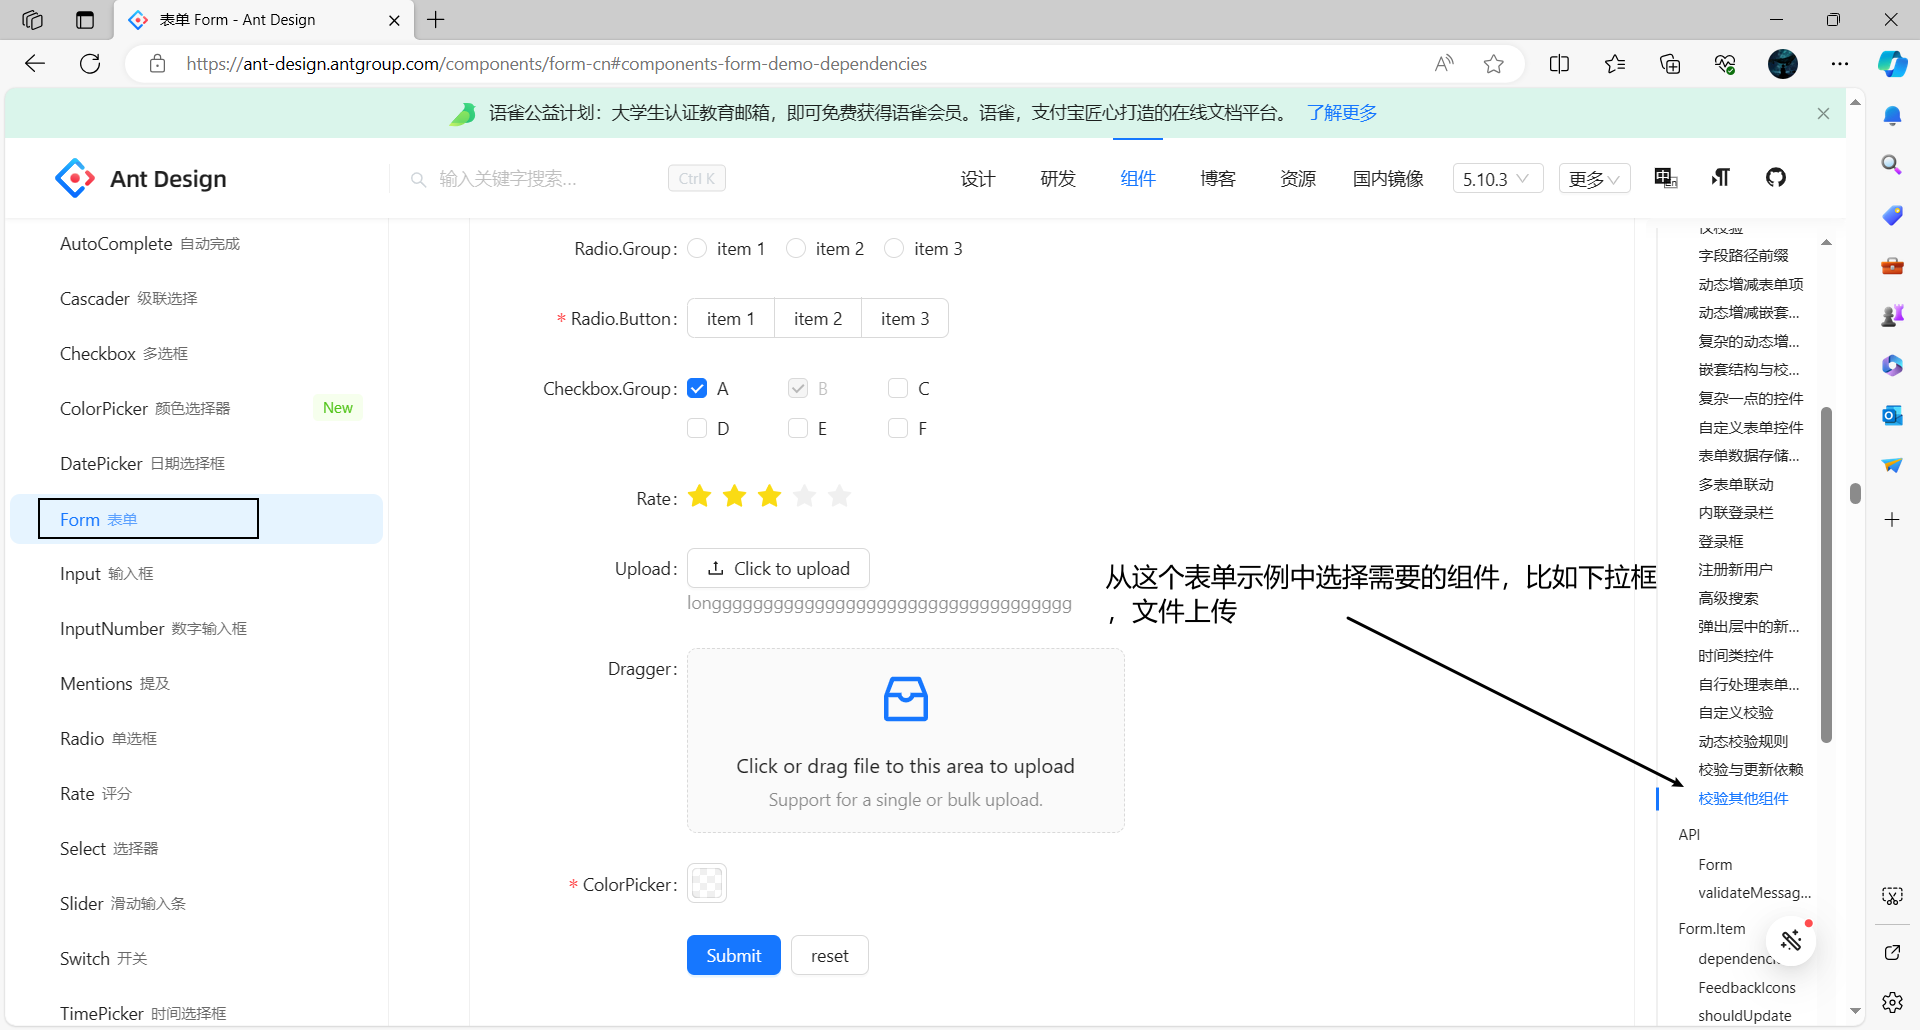 表单 Form - Ant Design
https://ant-design.antgroup.com/components/form-cn#components-form-demo-dependencies
语雀公益计划：大学生认证教育邮箱，即可免费获得语雀会员。语雀，支付宝匠心打造的在线文档平台。 了解更多
Ant Design
输入关键字搜索...
Ctrl K
设计
研发
组件
博客
资源
国内镜像
5.10.3
更多
AutoComplete 自动完成
Cascader 级联选择
Checkbox 多选框
ColorPicker 颜色选择器
New
DatePicker 日期选择框
Form 表单
Input 输入框
InputNumber 数字输入框
Mentions 提及
Radio 单选框
Rate 评分
Select 选择器
Slider 滑动输入条
Switch 开关
TimePicker 时间选择框
Radio.Group: item 1 item 2 item 3
* Radio.Button: item 1 item 2 item 3
Checkbox.Group: A B C
D E F
Rate:
Upload: Click to upload
longgggggggggggggggggggggggggggggggggg
Dragger:
Click or drag file to this area to upload
Support for a single or bulk upload.
* ColorPicker:
Submit reset
从这个表单示例中选择需要的组件，比如下拉框
，文件上传
仅校验
字段路径前缀
动态增减表单项
动态增减嵌套...
复杂的动态增...
嵌套结构与校...
复杂一点的控件
自定义表单控件
表单数据存储...
多表单联动
内联登录栏
登录框
注册新用户
高级搜索
弹出层中的新...
时间类控件
自行处理表单...
自定义校验
动态校验规则
校验与更新依赖
校验其他组件
API
Form
validateMessag...
Form.Item
dependenci
FeedbackIcons
shouldUpdate